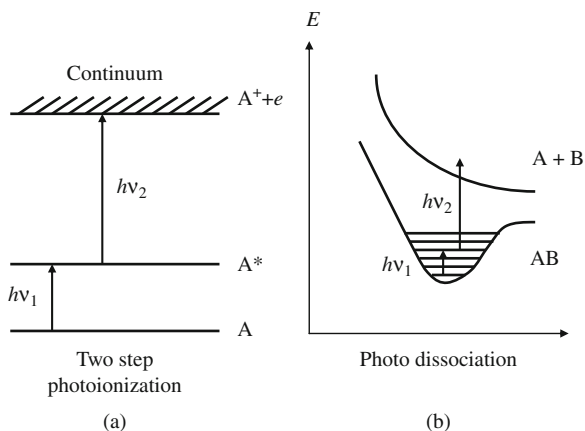 Continuum
A⁺+e
hν₂
A*
hν₁
A
Two step
photoionization
(a)
E
A + B
hν₂
hν₁
AB
Photo dissociation
(b)